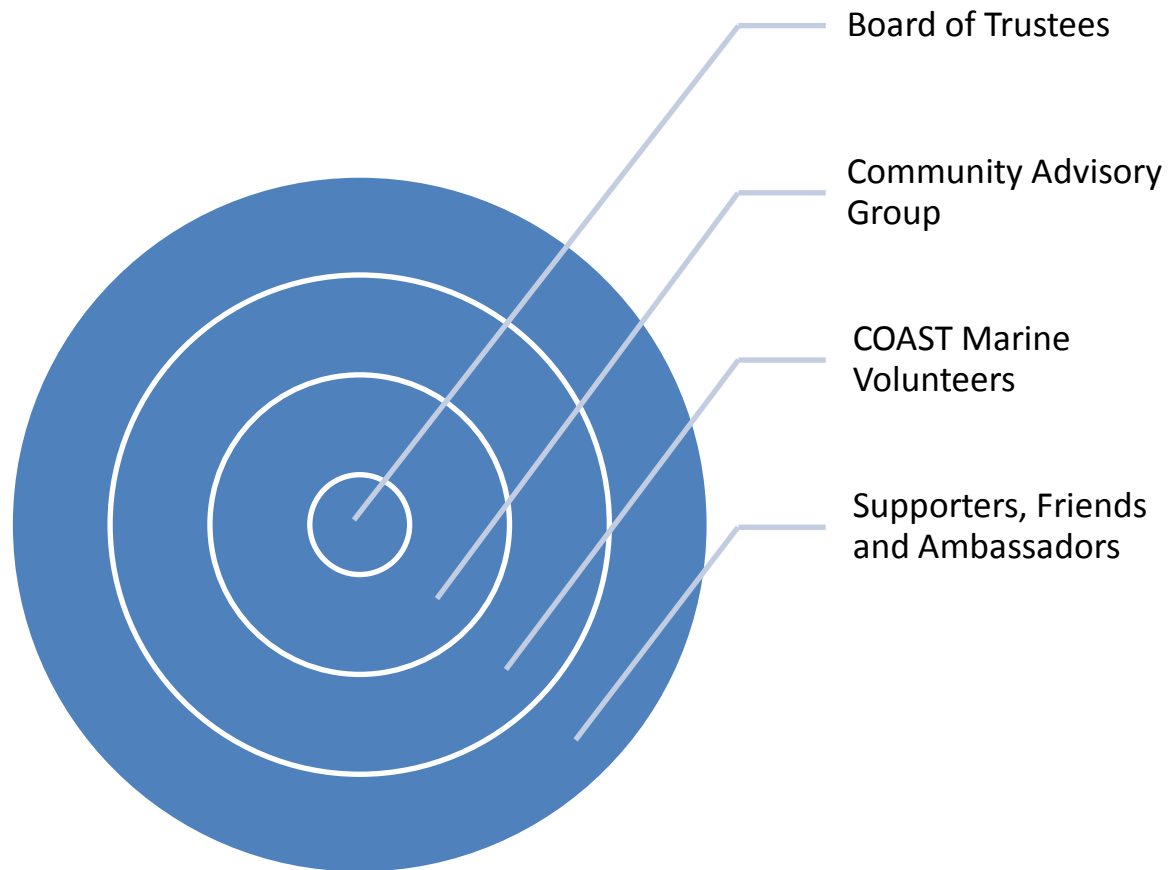 Board of Trustees
Community Advisory
Group
COAST Marine
Volunteers
Supporters, Friends
and Ambassadors